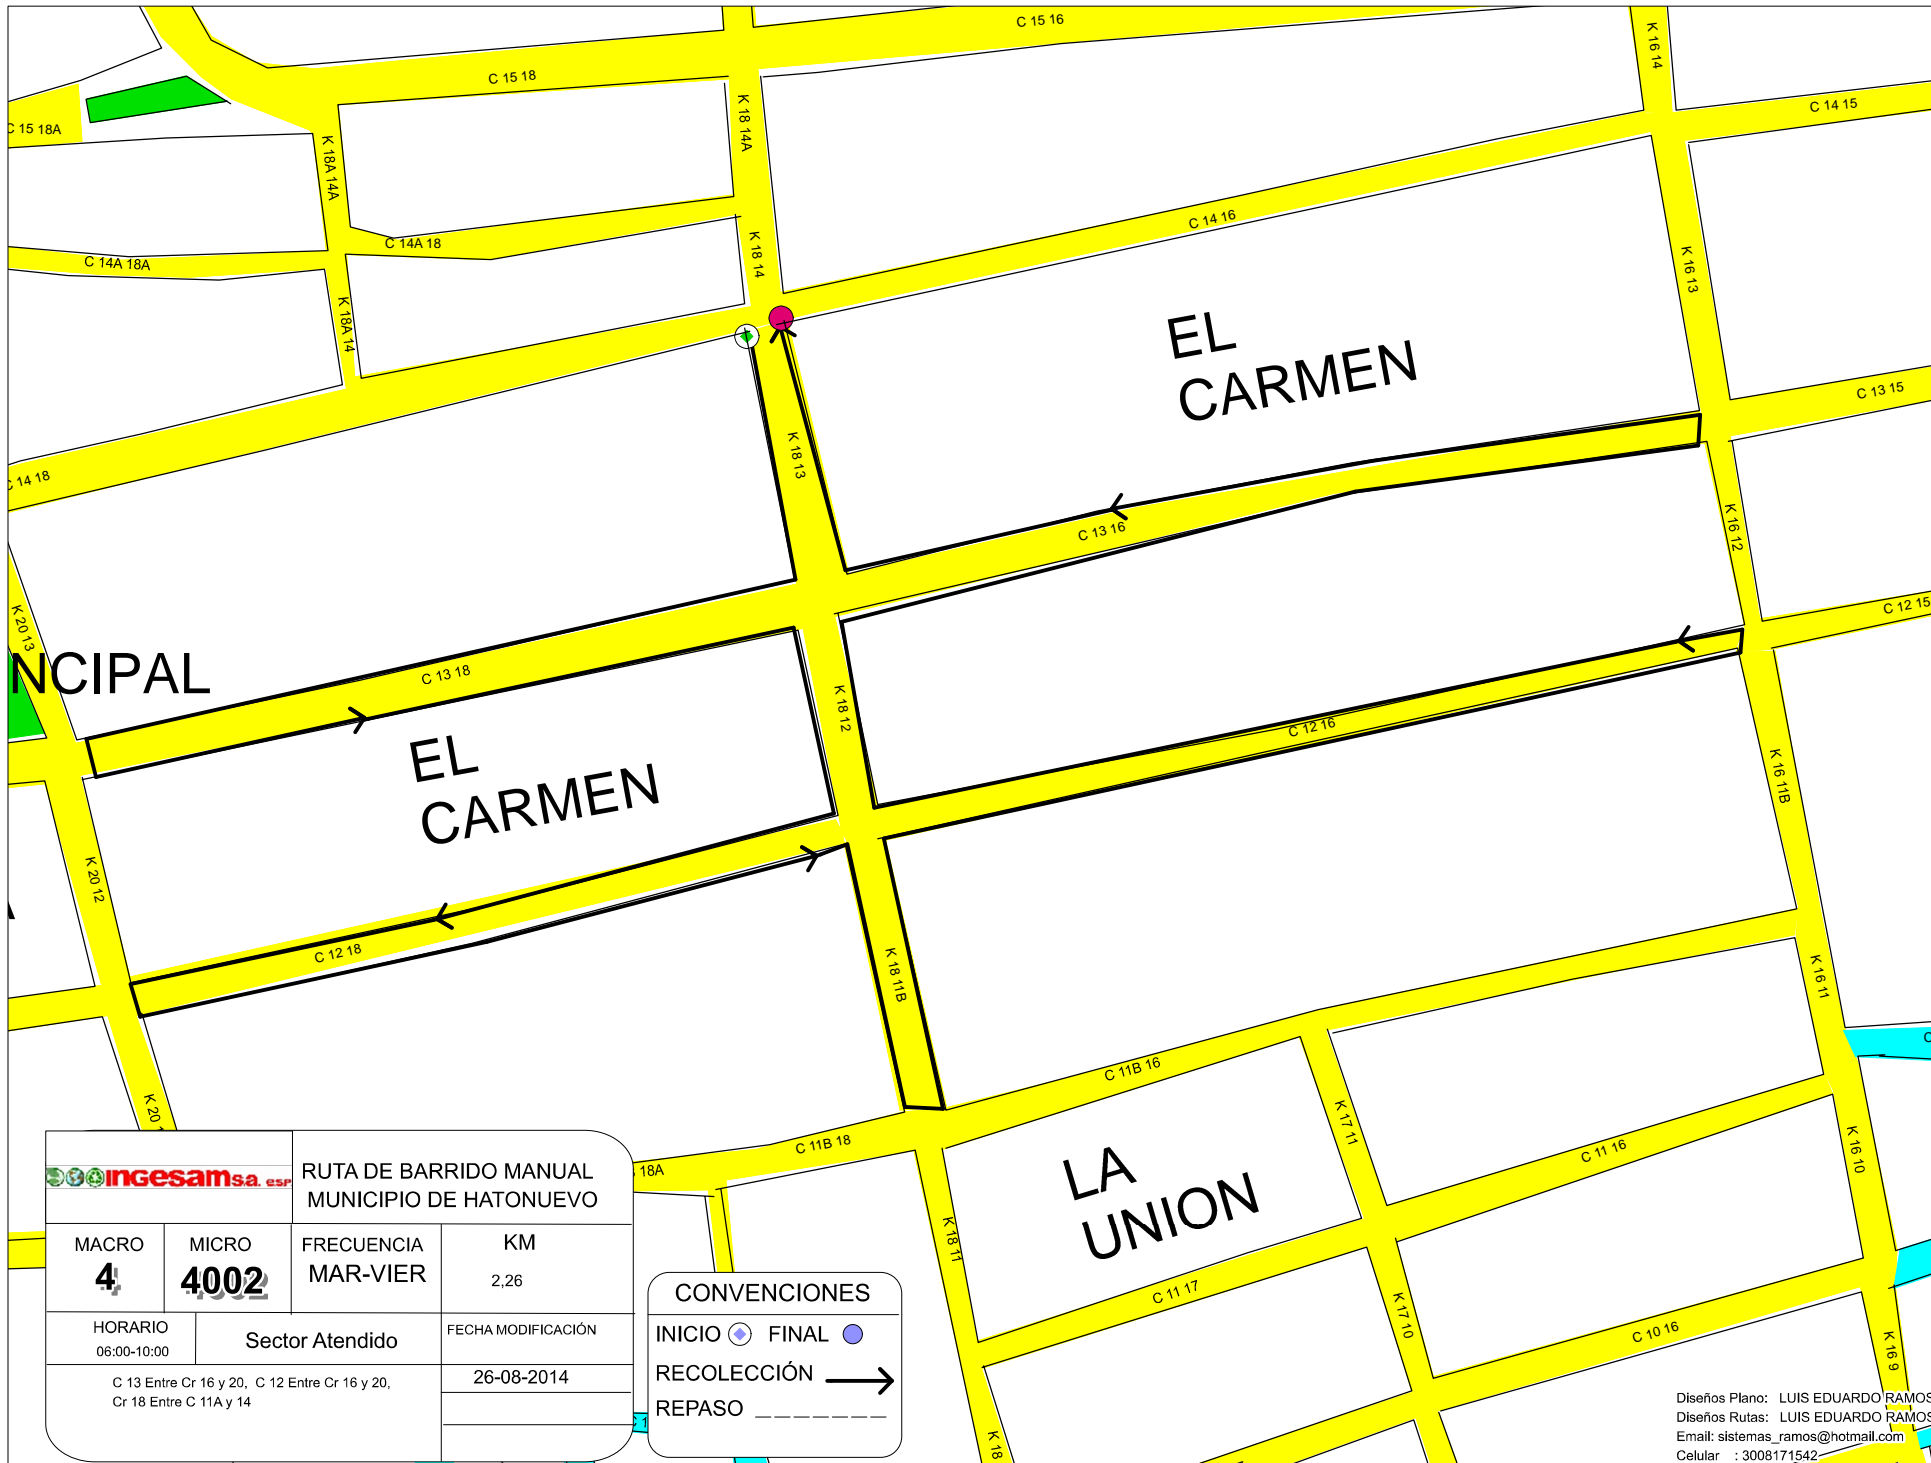 C 15 16
K 16 14
C 15 18
C 14 15
K 18 14A
C 15 18A
K 18A 14A
C 14 16
C 14A 18
K 18 14
C 14A 18A
K 16 13
K 18A 14
EL
CARMEN
C 13 15
K 18 13
C 14 18
C 13 16
K 16 12
C 12 15
K 20 13
NCIPAL
C 13 18
K 18 12
C 12 16
EL
CARMEN
K 16 11B
K 20 12
C 12 18
K 18 11B
K 16 11
C 11B 16
K 20
K 17 11
C 11B 18
18A
LA
UNION
C 11 16
K 16 10
K 18 11
C 11 17
K 17 10
C 10 16
K 16 9
K 18
INGESAM S.A. ESP
RUTA DE BARRIDO MANUAL
MUNICIPIO DE HATONUEVO
MACRO
4
MICRO
4002
FRECUENCIA
MAR-VIER
KM
2,26
HORARIO
06:00-10:00
Sector Atendido
FECHA MODIFICACIÓN
26-08-2014
C 13 Entre Cr 16 y 20, C 12 Entre Cr 16 y 20,
Cr 18 Entre C 11A y 14
CONVENCIONES
INICIO FINAL
RECOLECCIÓN
REPASO
Diseños Plano: LUIS EDUARDO RAMOS
Diseños Rutas: LUIS EDUARDO RAMOS
Email: sistemas_ramos@hotmail.com
Celular : 3008171542